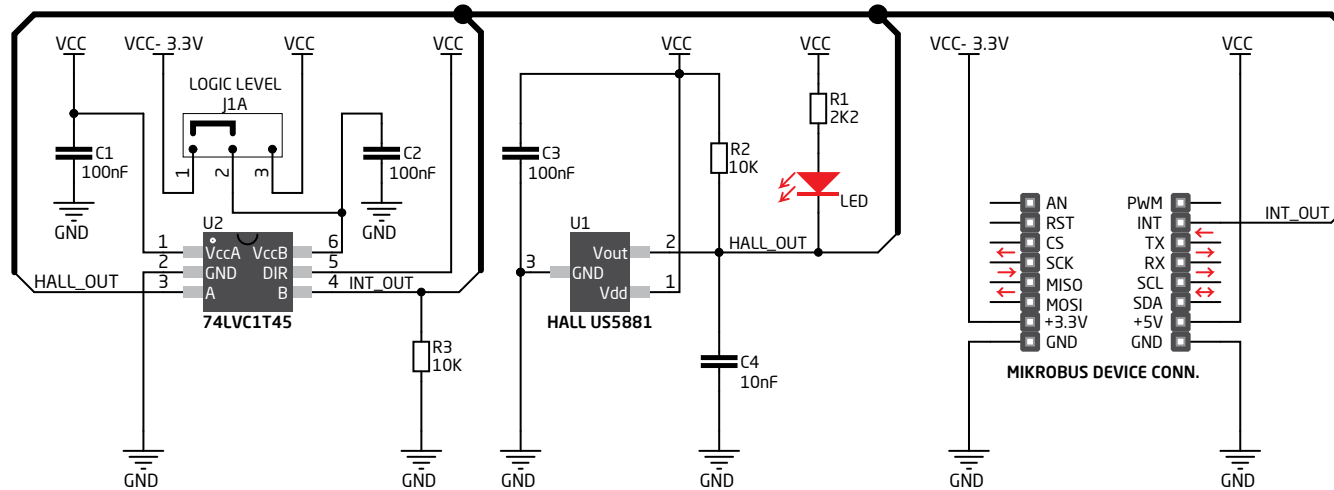 VCC
VCC- 3.3V
VCC
VCC
LOGIC LEVEL
J1A
C1
100nF
1
2
3
C2
100nF
GND
GND
U2
1
VccA
VccB
6
2
GND
DIR
5
3
A
B
4
HALL_OUT
INT_OUT
74LVC1T45
R3
10K
GND
GND
VCC
VCC
R1
2K2
R2
10K
C3
100nF
LED
U1
Vout
2
HALL_OUT
3
GND
Vdd
1
HALL US5881
C4
10nF
GND
GND
VCC- 3.3V
VCC
AN
PWM
RST
INT
INT_OUT
CS
TX
SCK
RX
MISO
SCL
MOSI
SDA
+3.3V
+5V
GND
GND
MIKROBUS DEVICE CONN.
GND
GND